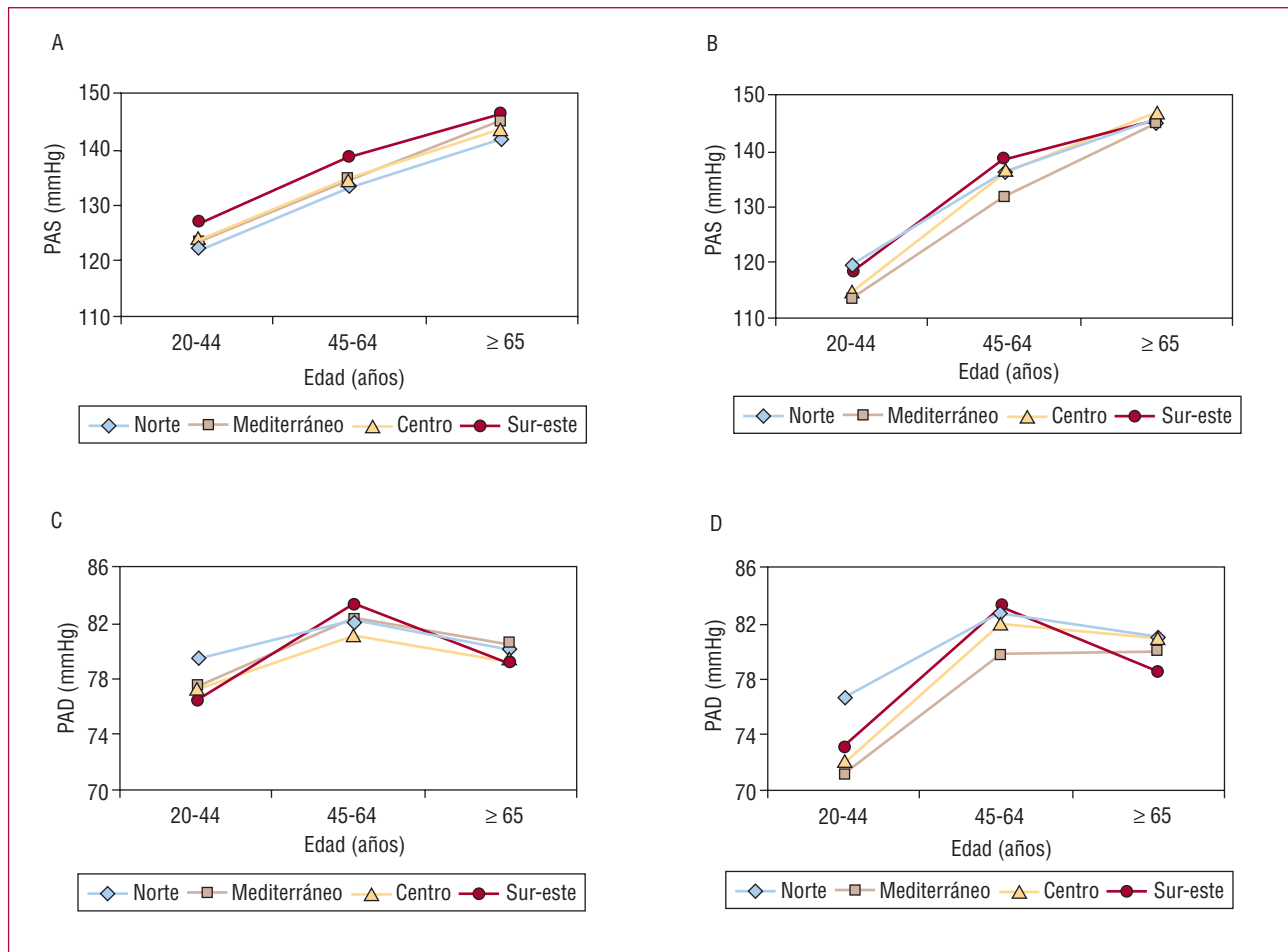 A
150
140
130
120
110
PAS (mmHg)
20-44 45-64 ≥ 65
Edad (años)
Norte Mediterráneo Centro Sur-este
B
150
140
130
120
110
PAS (mmHg)
20-44 45-64 ≥ 65
Edad (años)
Norte Mediterráneo Centro Sur-este
C
86
82
78
74
70
PAD (mmHg)
20-44 45-64 ≥ 65
Edad (años)
Norte Mediterráneo Centro Sur-este
D
86
82
78
74
70
PAD (mmHg)
20-44 45-64 ≥ 65
Edad (años)
Norte Mediterráneo Centro Sur-este